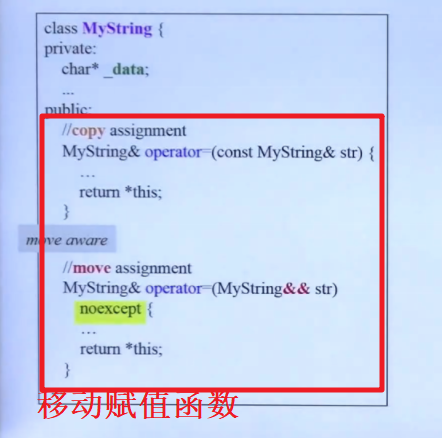 class MyString {
private:
char* _data;
...
public:
//copy assignment
MyString& operator=(const MyString& str) {
...
return *this;
}
move aware
//move assignment
MyString& operator=(MyString&& str)
noexcept {
...
return *this;
}
移动赋值函数